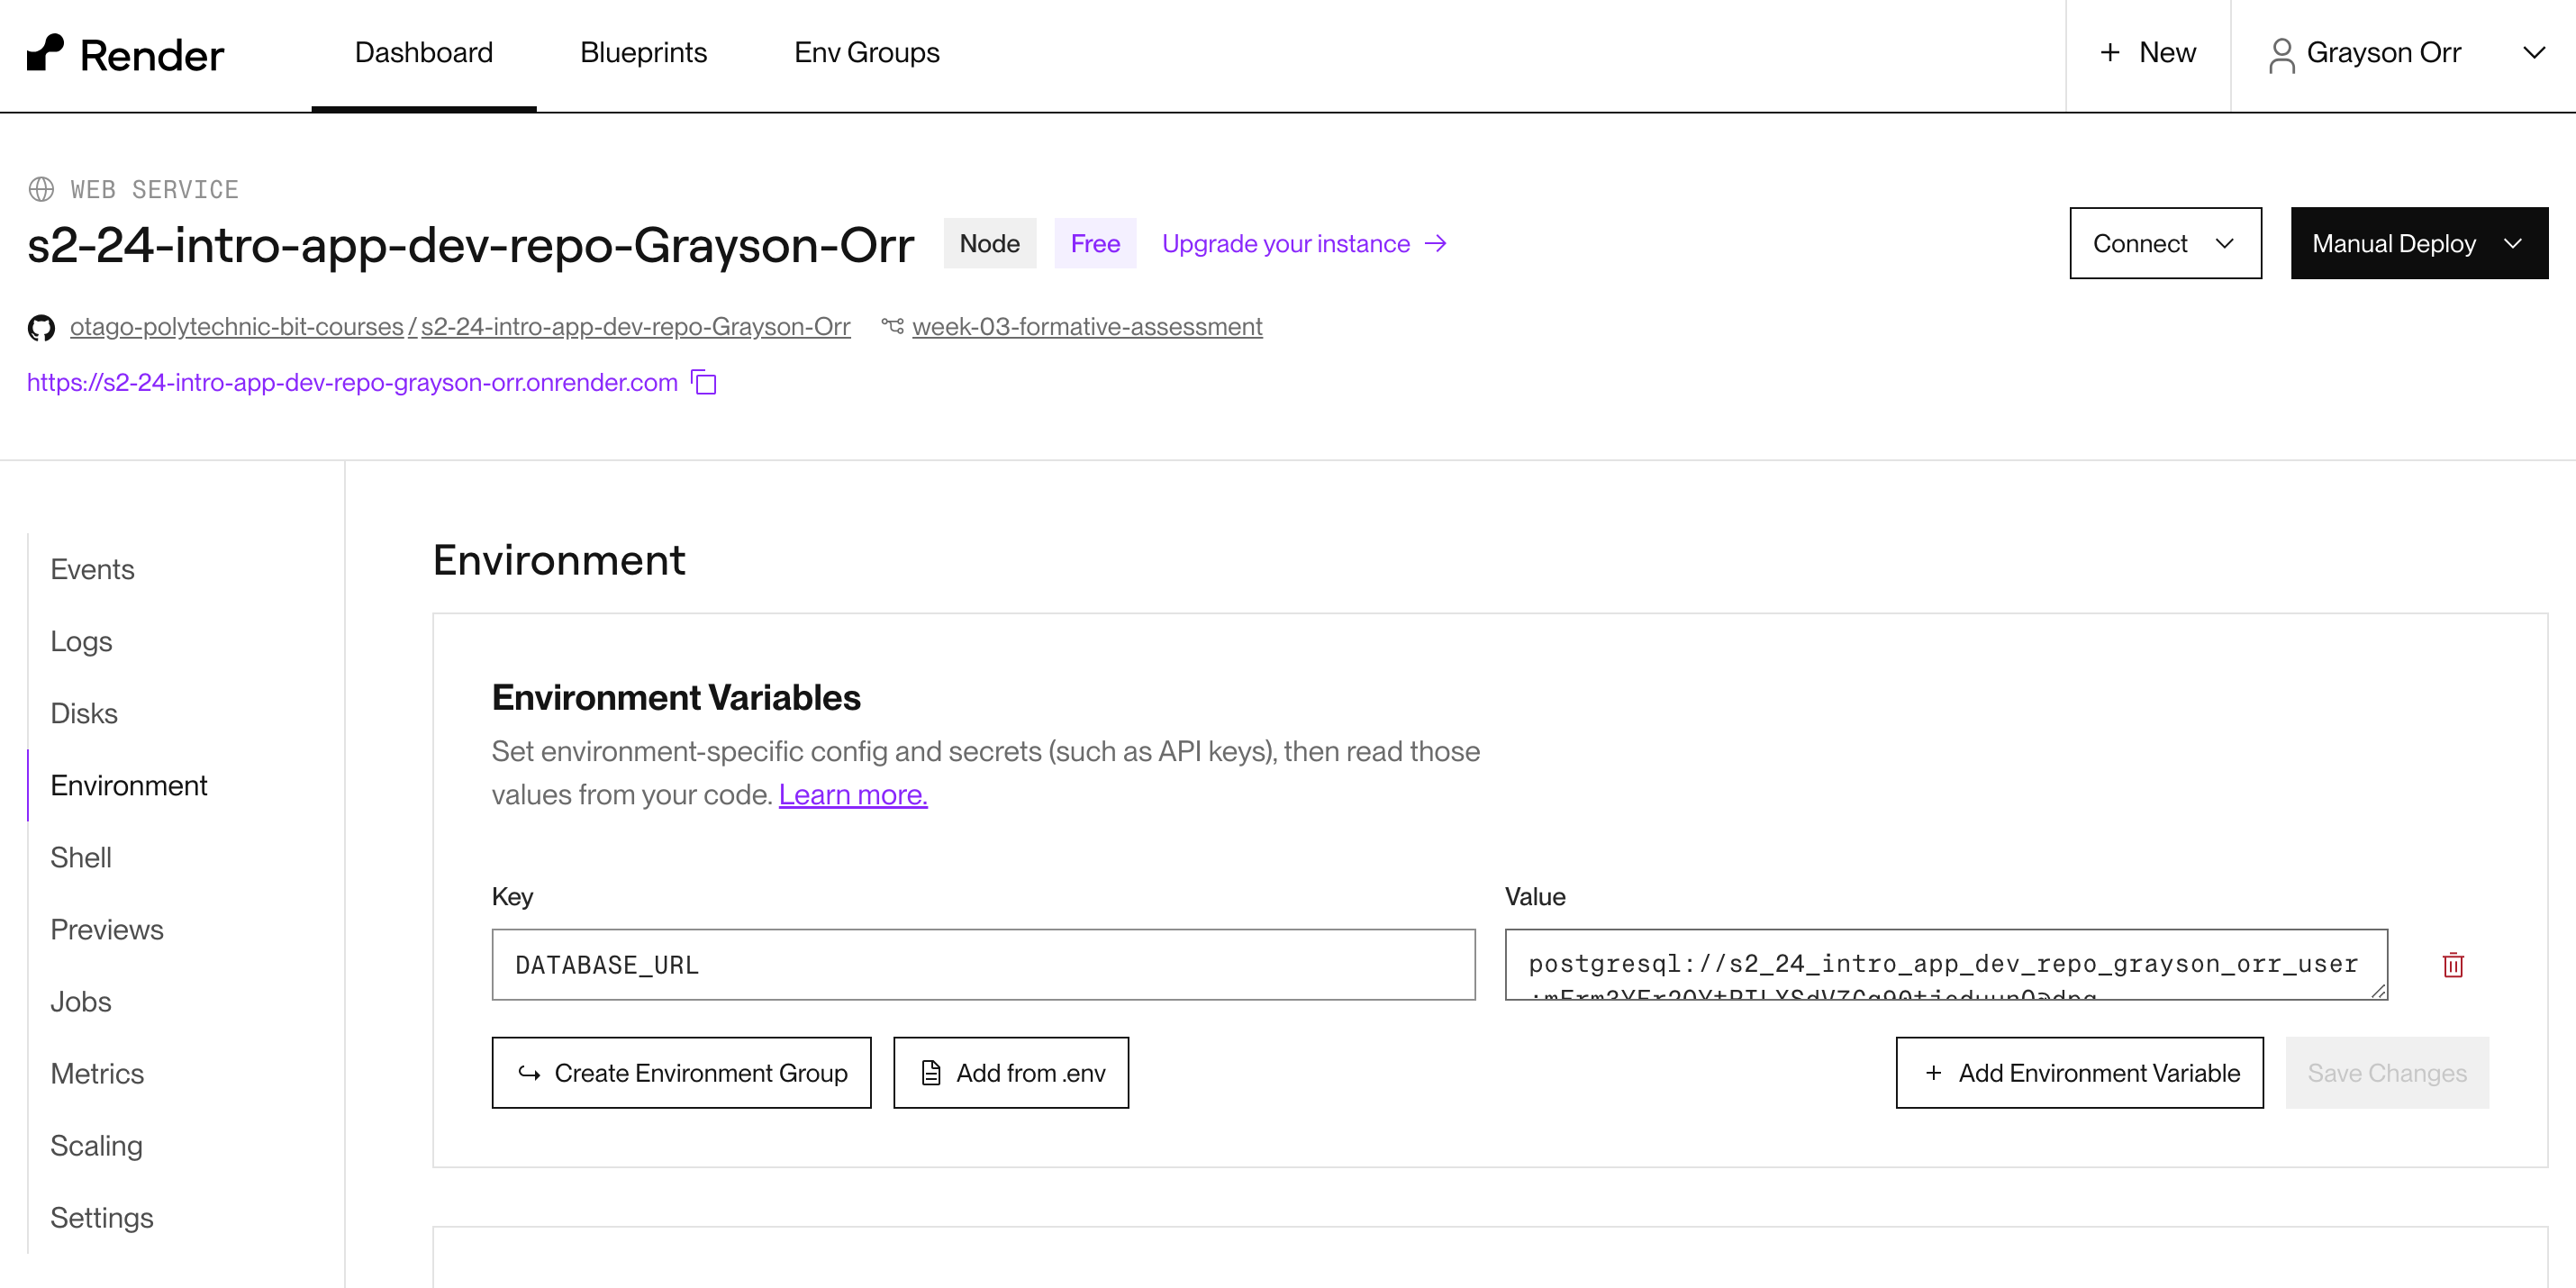 Render
Dashboard
Blueprints
Env Groups
+ New
Grayson Orr
WEB SERVICE
s2-24-intro-app-dev-repo-Grayson-Orr
Node
Free
Upgrade your instance →
Connect
Manual Deploy
otago-polytechnic-bit-courses / s2-24-intro-app-dev-repo-Grayson-Orr
week-03-formative-assessment
https://s2-24-intro-app-dev-repo-grayson-orr.onrender.com
Events
Logs
Disks
Environment
Shell
Previews
Jobs
Metrics
Scaling
Settings
Environment
Environment Variables
Set environment-specific config and secrets (such as API keys), then read those
values from your code. Learn more.
Key
Value
DATABASE_URL
postgresql://s2_24_intro_app_dev_repo_grayson_orr_user
Create Environment Group
Add from .env
+ Add Environment Variable
Save Changes